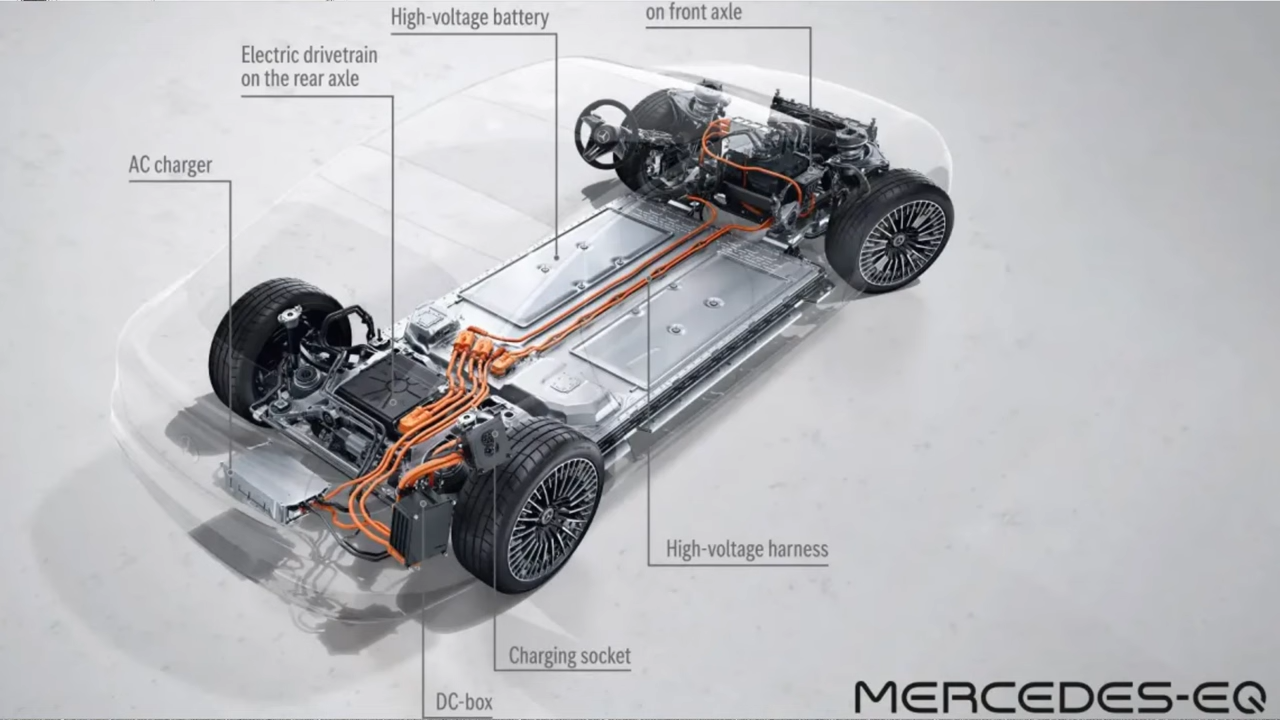 on front axle
High-voltage battery
Electric drivetrain
on the rear axle
AC charger
High-voltage harness
Charging socket
DC-box
MERCEDES-EQ